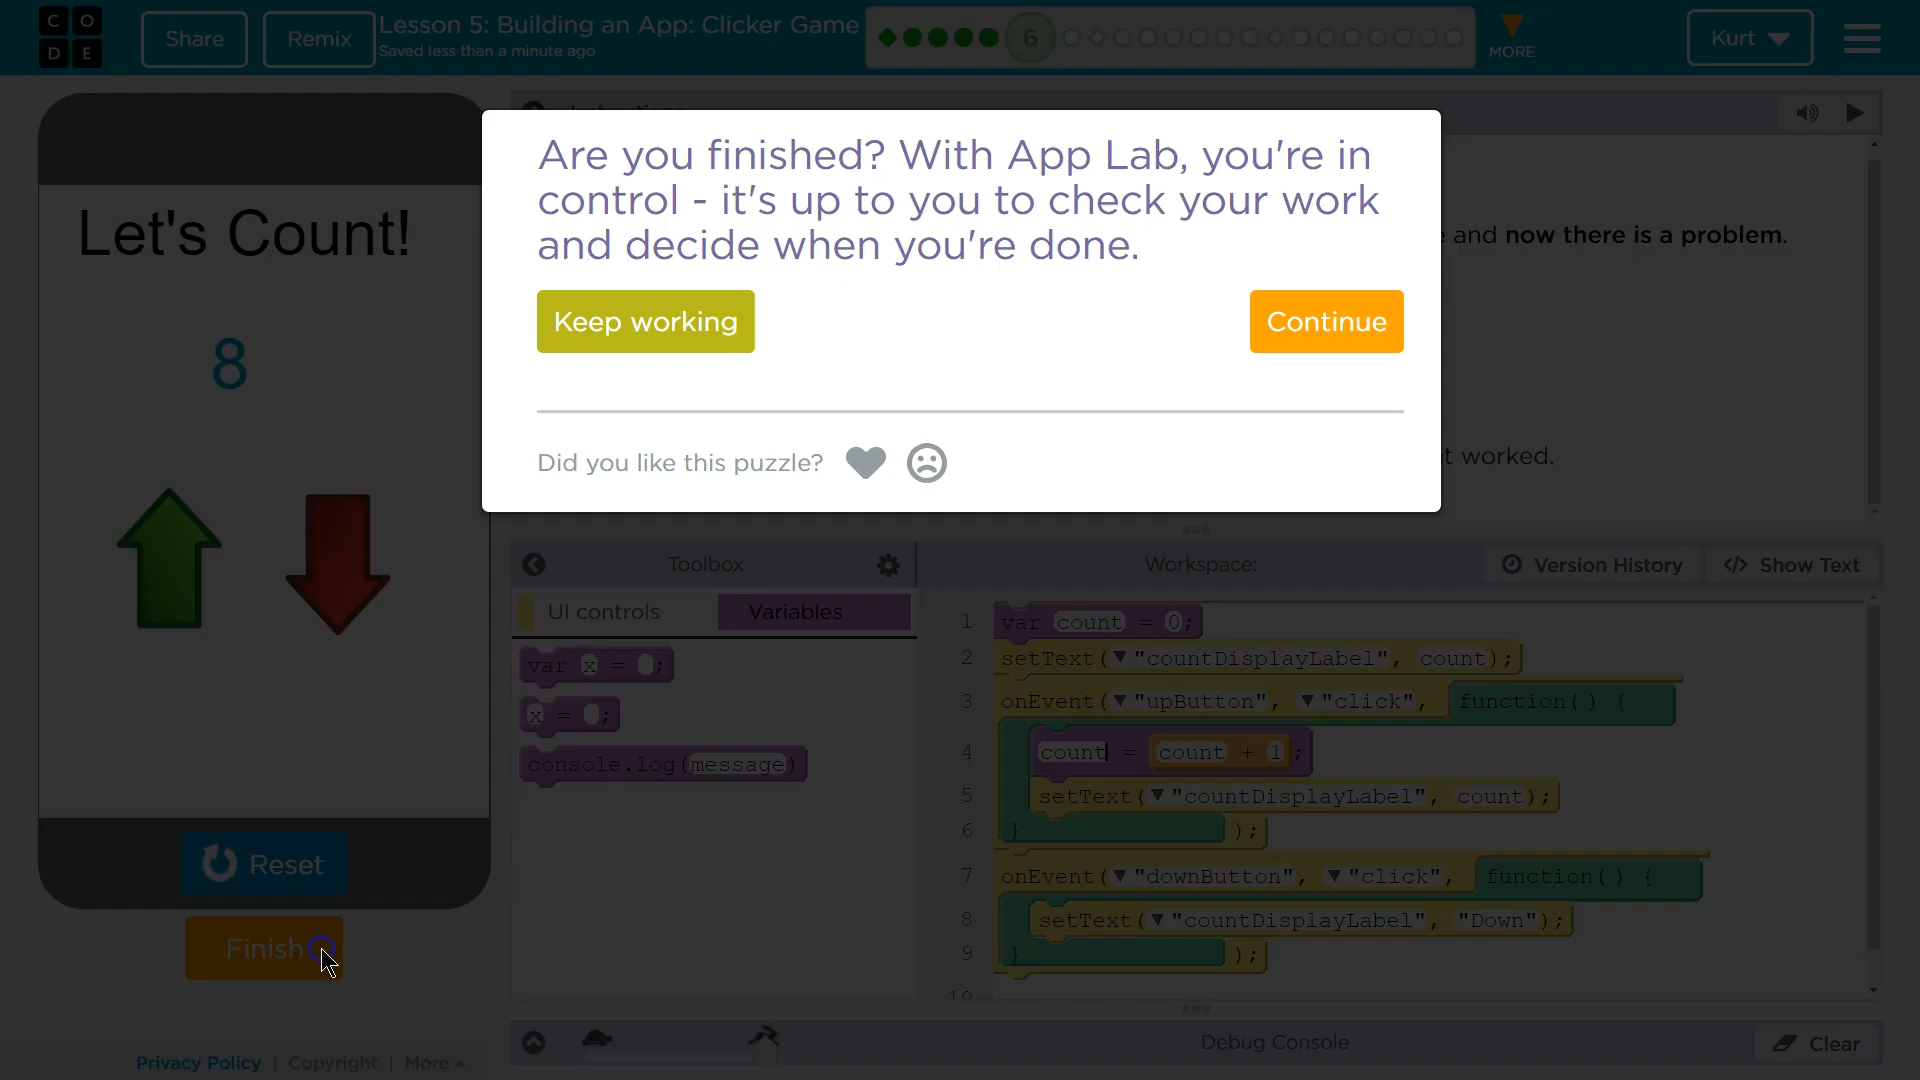 CO
DE
Share
Remix
Lesson 5: Building an App: Clicker Game
Saved less than a minute ago
6
MORE
Kurt
Are you finished? With App Lab, you're in
control - it's up to you to check your work
and decide when you're done.
Keep working
Continue
Did you like this puzzle?
and now there is a problem.
t worked.
Let's Count!
8
Reset
Finish
Toolbox
UI controls
Variables
var x = ;
x = ;
console.log(message)
Workspace:
Version History
</> Show Text
1 var count = 0;
2 setText("countDisplayLabel", count);
3 onEvent("upButton", "click", function() {
4 count = count + 1;
5 setText("countDisplayLabel", count);
6 } );
7 onEvent("downButton", "click", function() {
8 setText("countDisplayLabel", "Down");
9 } );
10
Debug Console
Clear
Privacy Policy | Copyright | More